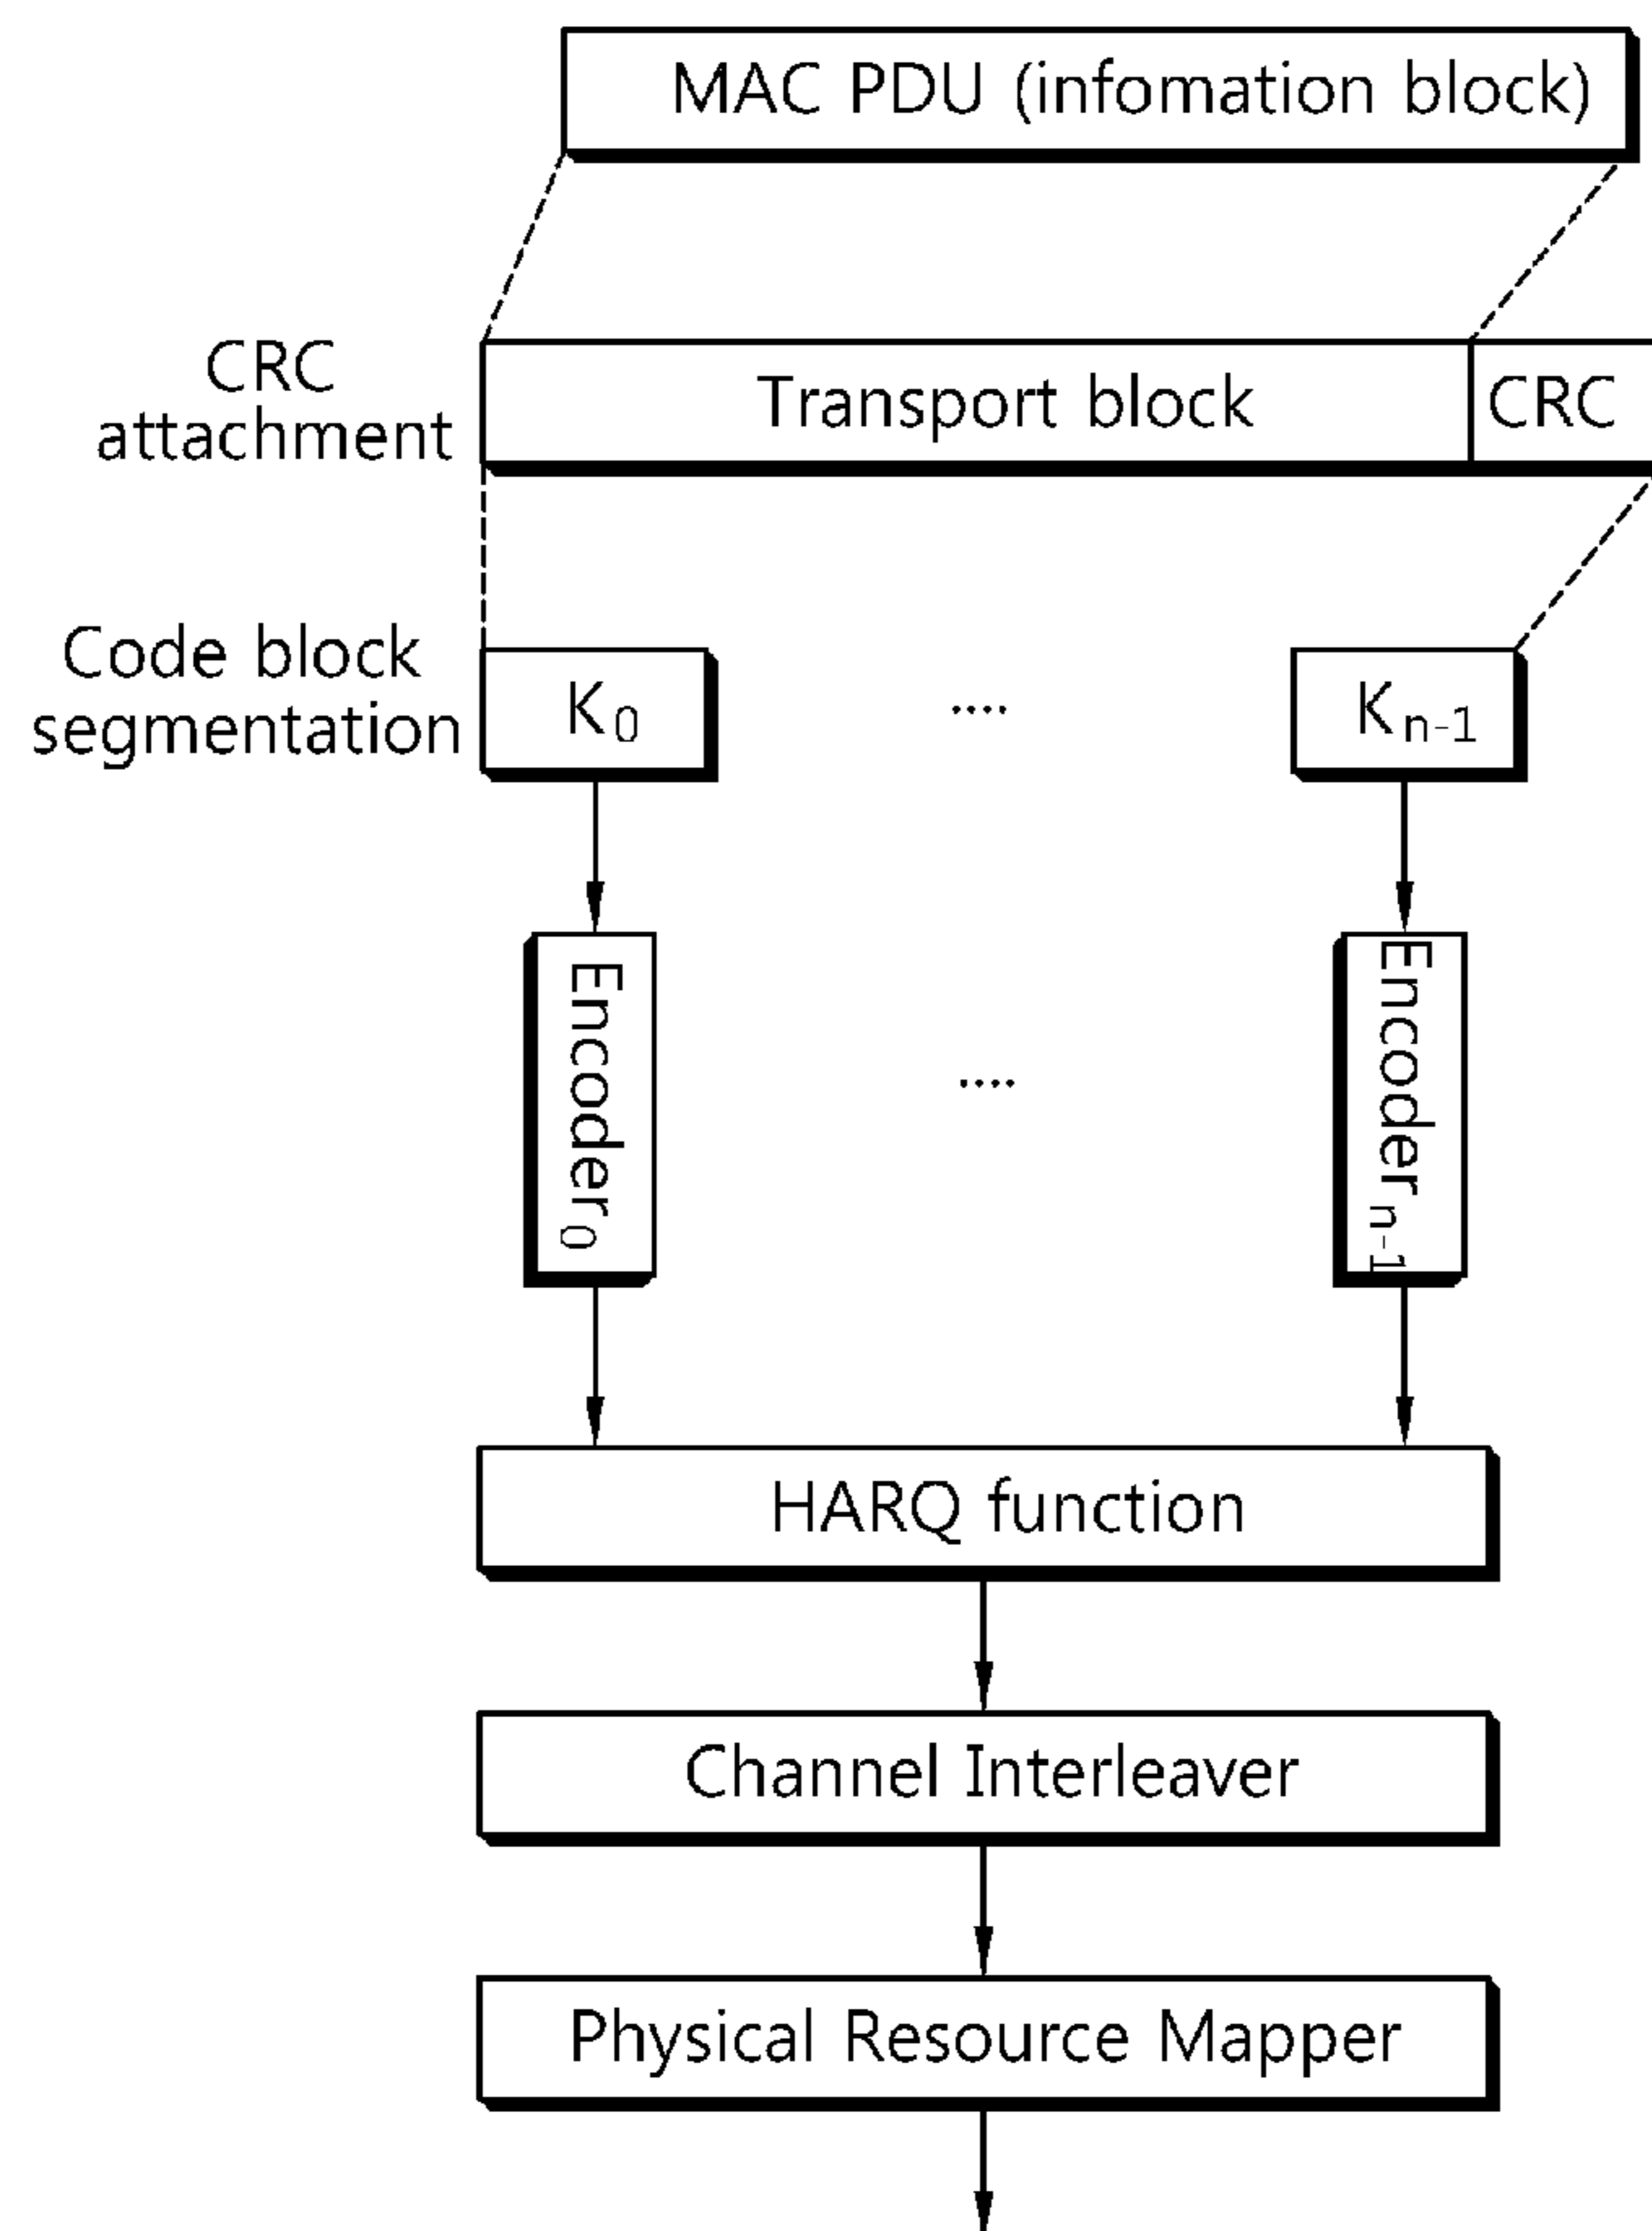 MAC PDU (infomation block)
CRC
attachment
Transport block
CRC
Code block
segmentation
K0
....
Kn-1
Encoder0
....
Encodern-1
HARQ function
Channel Interleaver
Physical Resource Mapper